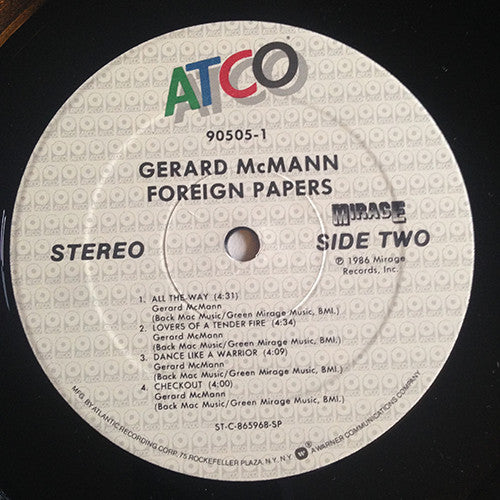 ATCO
90505-1
GERARD McMANN
FOREIGN PAPERS
MIRAGE
STEREO
SIDE TWO
℗ 1986 Mirage
Records, Inc.
1. ALL THE WAY (4:31)
Gerard McMann
(Back Mac Music/Green Mirage Music, BMI.)
2. LOVERS OF A TENDER FIRE (4:34)
Gerard McMann
(Back Mac Music/Green Mirage Music, BMI.)
3. DANCE LIKE A WARRIOR (4:09)
Gerard McMann
(Back Mac Music/Green Mirage Music, BMI.)
4. CHECKOUT (4:00)
Gerard McMann
(Back Mac Music/Green Mirage Music, BMI.)
ST-C-865968-SP
MFG. BY ATLANTIC RECORDING CORP., 75 ROCKEFELLER PLAZA, N.Y. N.Y. A WARNER COMMUNICATIONS COMPANY